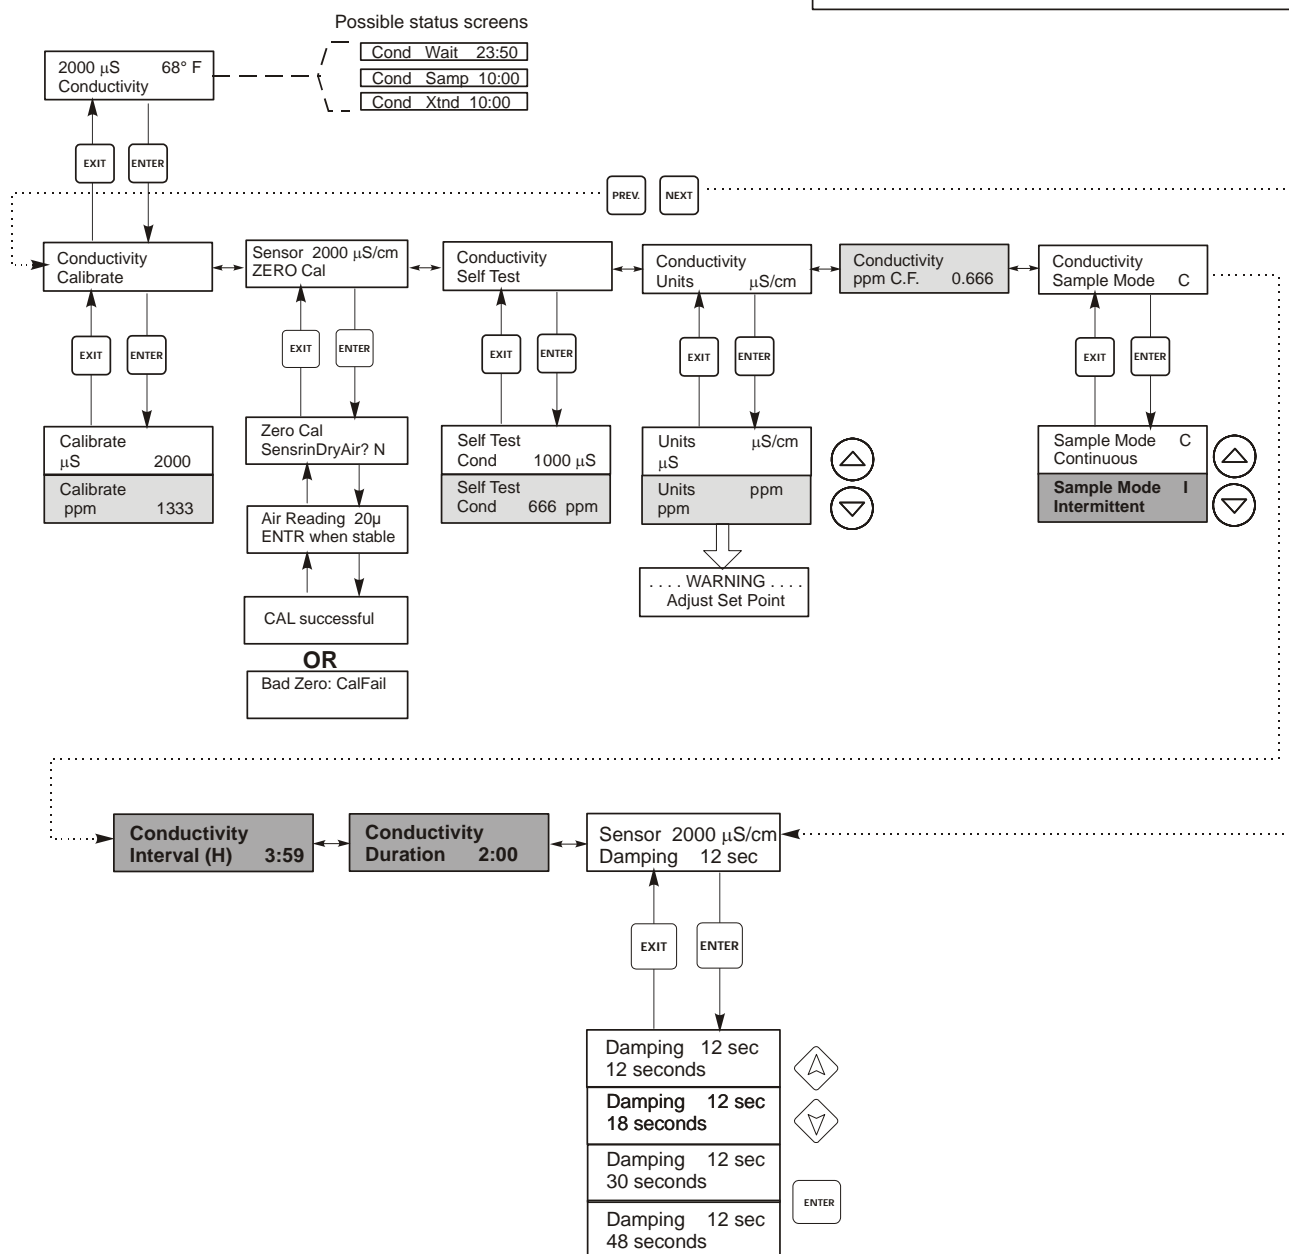 Possible status screens
2000 µS 68° F
Conductivity
Cond Wait 23:50
Cond Samp 10:00
Cond Xtnd 10:00
EXIT
ENTER
PREV.
NEXT
Conductivity
Calibrate
Sensor 2000 µS/cm
ZERO Cal
Conductivity
Self Test
Conductivity
Units µS/cm
Conductivity
ppm C.F. 0.666
Conductivity
Sample Mode C
EXIT
ENTER
EXIT
ENTER
EXIT
ENTER
EXIT
ENTER
EXIT
ENTER
Calibrate
µS 2000
Calibrate
ppm 1333
Zero Cal
SensrinDryAir? N
Air Reading 20µ
ENTR when stable
CAL successful
OR
Bad Zero: CalFail
Self Test
Cond 1000 µS
Self Test
Cond 666 ppm
Units µS/cm
µS
Units ppm
ppm
. . . . WARNING . . . .
Adjust Set Point
Sample Mode C
Continuous
Sample Mode I
Intermittent
Conductivity
Interval (H) 3:59
Conductivity
Duration 2:00
Sensor 2000 µS/cm
Damping 12 sec
EXIT
ENTER
Damping 12 sec
12 seconds
Damping 12 sec
18 seconds
Damping 12 sec
30 seconds
Damping 12 sec
48 seconds
ENTER